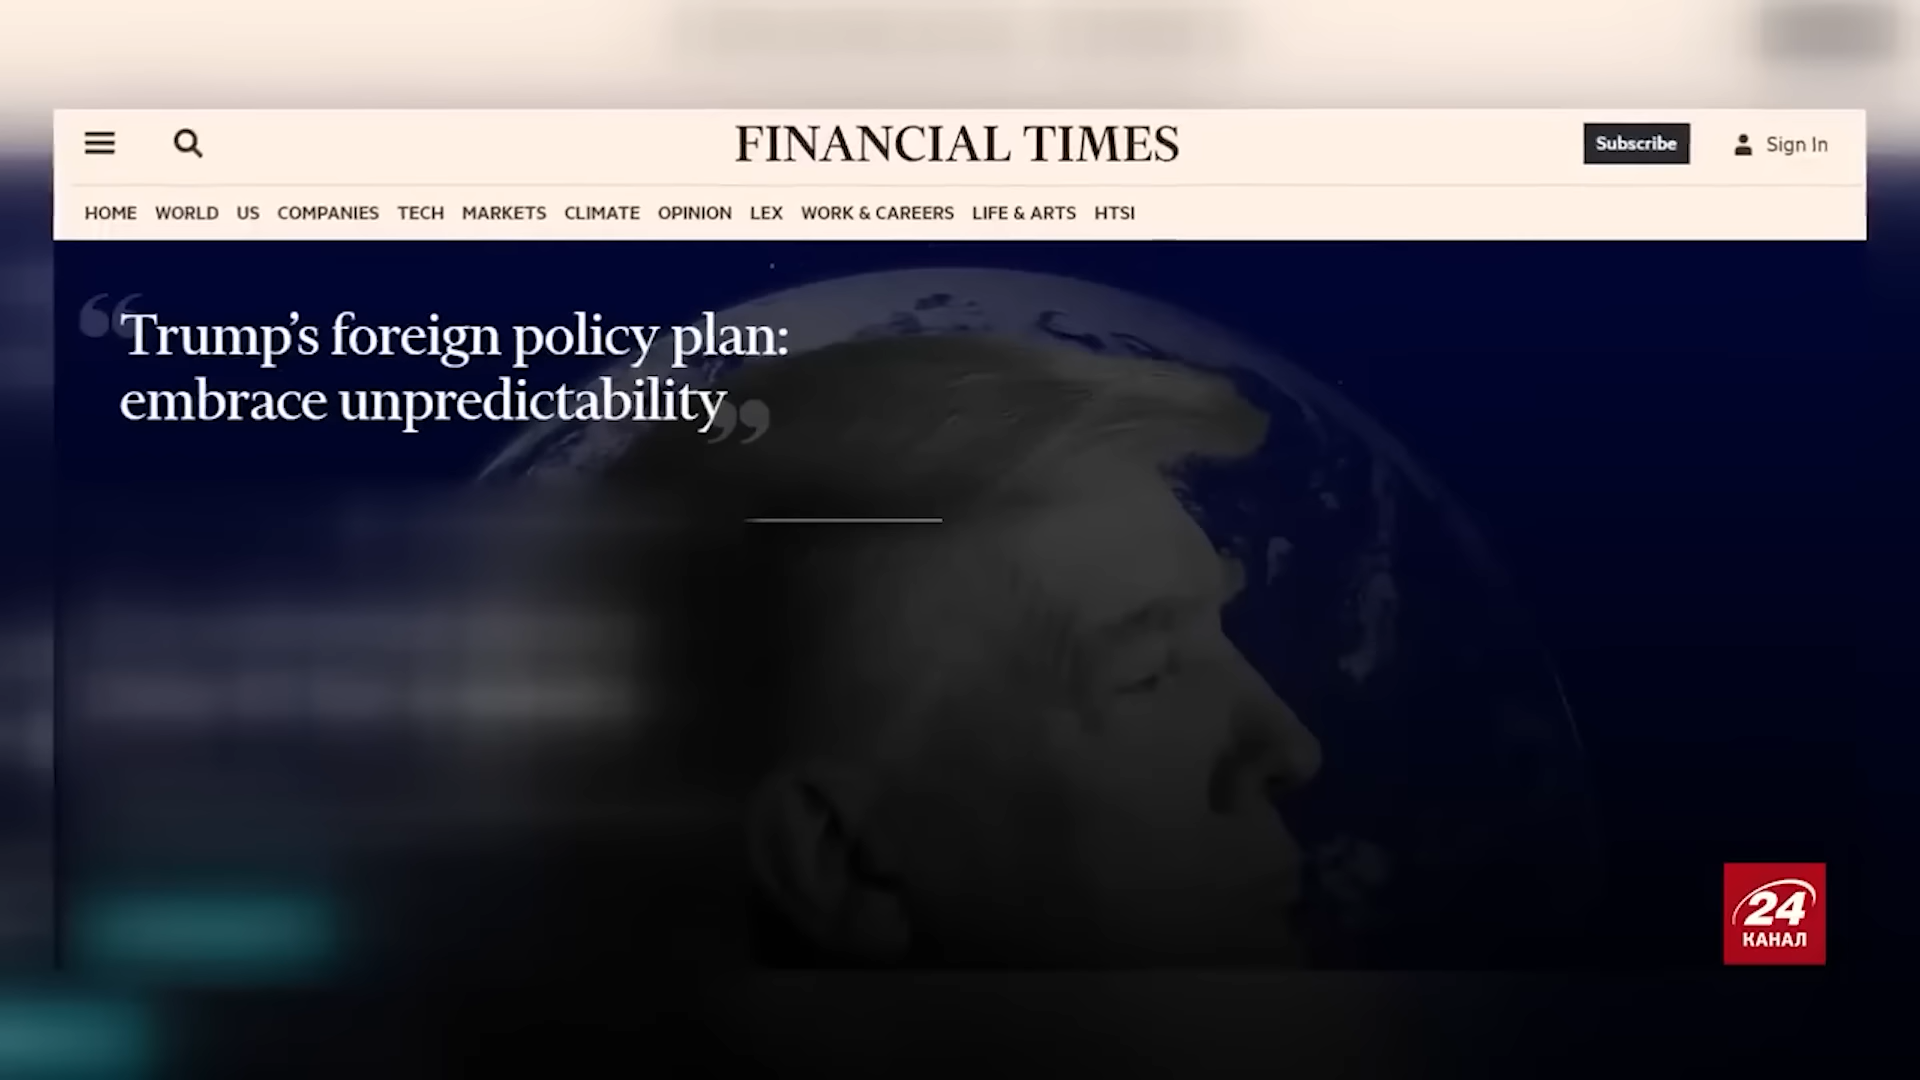 FINANCIAL TIMES
Subscribe
Sign In
HOME WORLD US COMPANIES TECH MARKETS CLIMATE OPINION LEX WORK & CAREERS LIFE & ARTS HTSI
“Trump’s foreign policy plan:
embrace unpredictability”
24
КАНАЛ